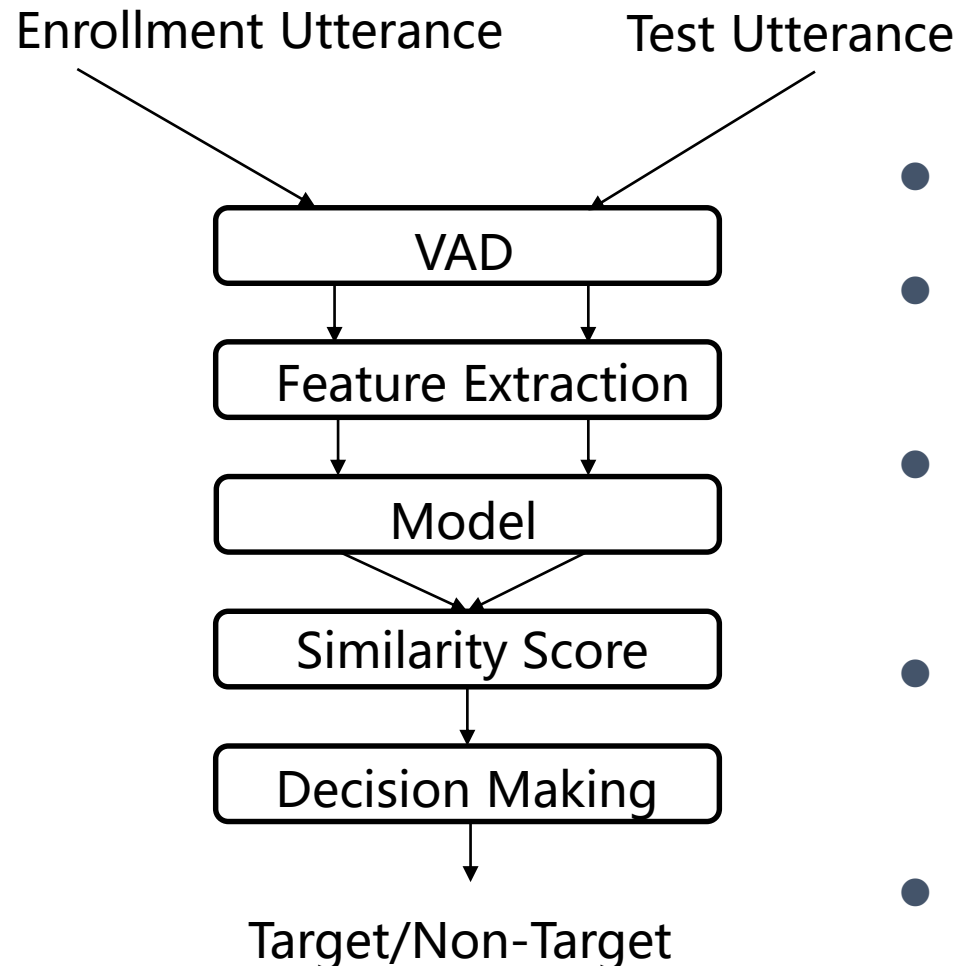 Enrollment Utterance
Test Utterance
VAD
Feature Extraction
Model
Similarity Score
Decision Making
Target/Non-Target